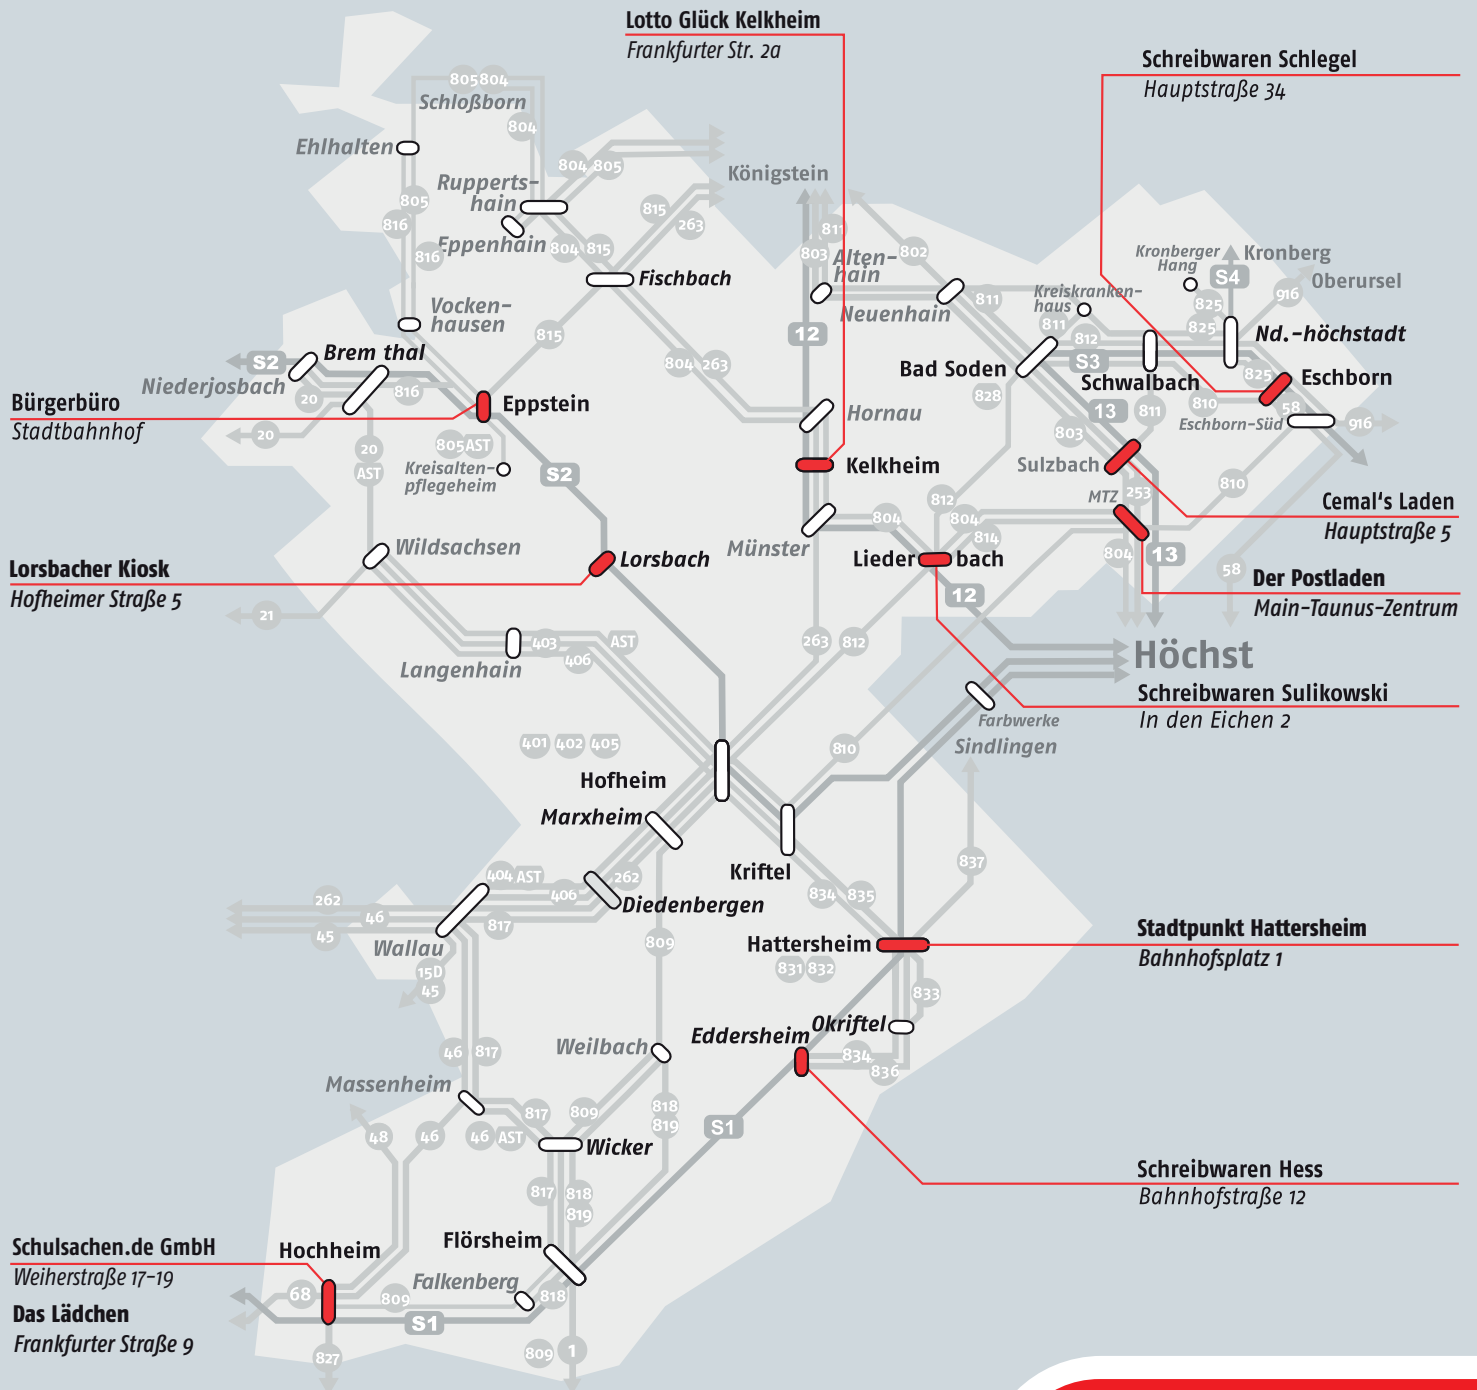 Lotto Glück Kelkheim
Frankfurter Str. 2a
Schreibwaren Schlegel
Hauptstraße 34
805 804
Schloßborn
804
Ehlhalten
804 805
Königstein
Rupperts-
hain
805
815
816
263
811
Eppenhain
804 815
816
803
Alten-
hain
802
Kronberger
Hang
Kronberg
S4
Oberursel
916
Fischbach
Neuenhain
811
Kreiskranken-
haus
825
Vocken-
hausen
815
12
811
812
825
Nd.-höchstadt
S2
Brem thal
804 263
Bad Soden
S3
Schwalbach
825
Eschborn
Niederjosbach
20
816
828
Bürgerbüro
Stadtbahnhof
Eppstein
Hornau
13
811
810
58
Eschborn-Süd
916
20
20
AST
805 AST
803
Kreisalten-
pflegeheim
S2
Kelkheim
Sulzbach
810
812
MTZ
253
Cemal's Laden
Hauptstraße 5
Münster
804
804
814
Wildsachsen
Lorsbach
Lieder bach
804
13
58
Lorsbacher Kiosk
Hofheimer Straße 5
Der Postladen
Main-Taunus-Zentrum
21
12
403
AST
406
263
812
Höchst
Langenhain
Schreibwaren Sulikowski
In den Eichen 2
Farbwerke
Sindlingen
401 402 405
810
Hofheim
Marxheim
Kriftel
837
404 AST
406
262
834
835
262
46
817
45
Diedenbergen
Wallau
809
Hattersheim
Stadtpunkt Hattersheim
Bahnhofsplatz 1
15D
45
831 832
833
Okriftel
Eddersheim
46
817
Weilbach
834
836
Massenheim
817
809
818
819
48
46
46 AST
S1
Wicker
Schreibwaren Hess
Bahnhofstraße 12
817
818
819
Flörsheim
Schulsachen.de GmbH
Weiherstraße 17-19
Hochheim
Falkenberg
68
809
818
Das Lädchen
Frankfurter Straße 9
S1
827
809
1